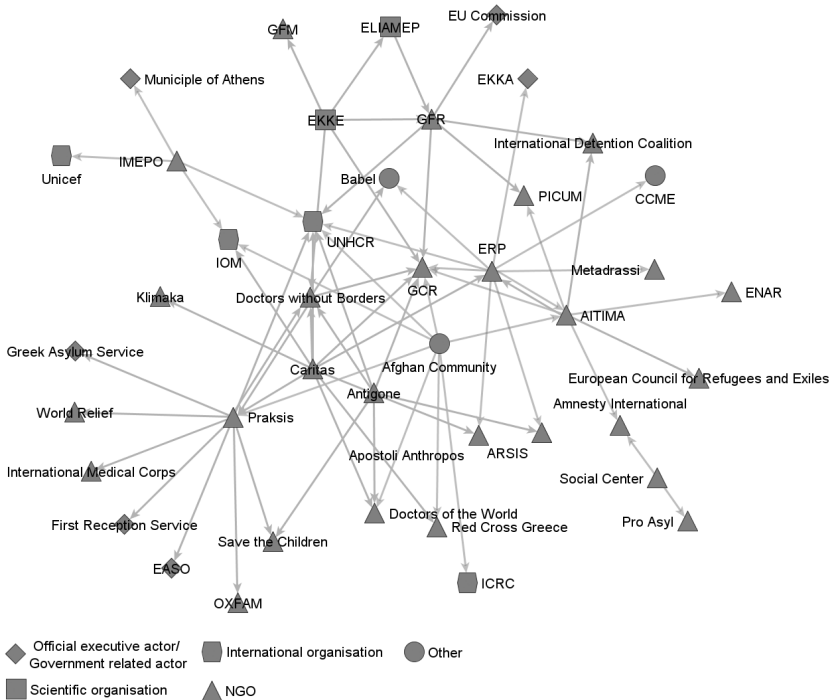 EU Commission
GFM
ELIAMEP
Municiple of Athens
EKKA
EKKE
GFR
International Detention Coalition
IMEPO
Unicef
Babel
PICUM
CCME
UNHCR
ERP
IOM
Metadrassi
GCR
Klimaka
Doctors without Borders
ENAR
AITIMA
Greek Asylum Service
Caritas
Afghan Community
European Council for Refugees and Exiles
Antigone
Amnesty International
World Relief
Praksis
Apostoli Anthropos
ARSIS
International Medical Corps
Social Center
Doctors of the World
First Reception Service
Red Cross Greece
Pro Asyl
Save the Children
EASO
ICRC
OXFAM
Official executive actor/
Government related actor
International organisation
Other
Scientific organisation
NGO